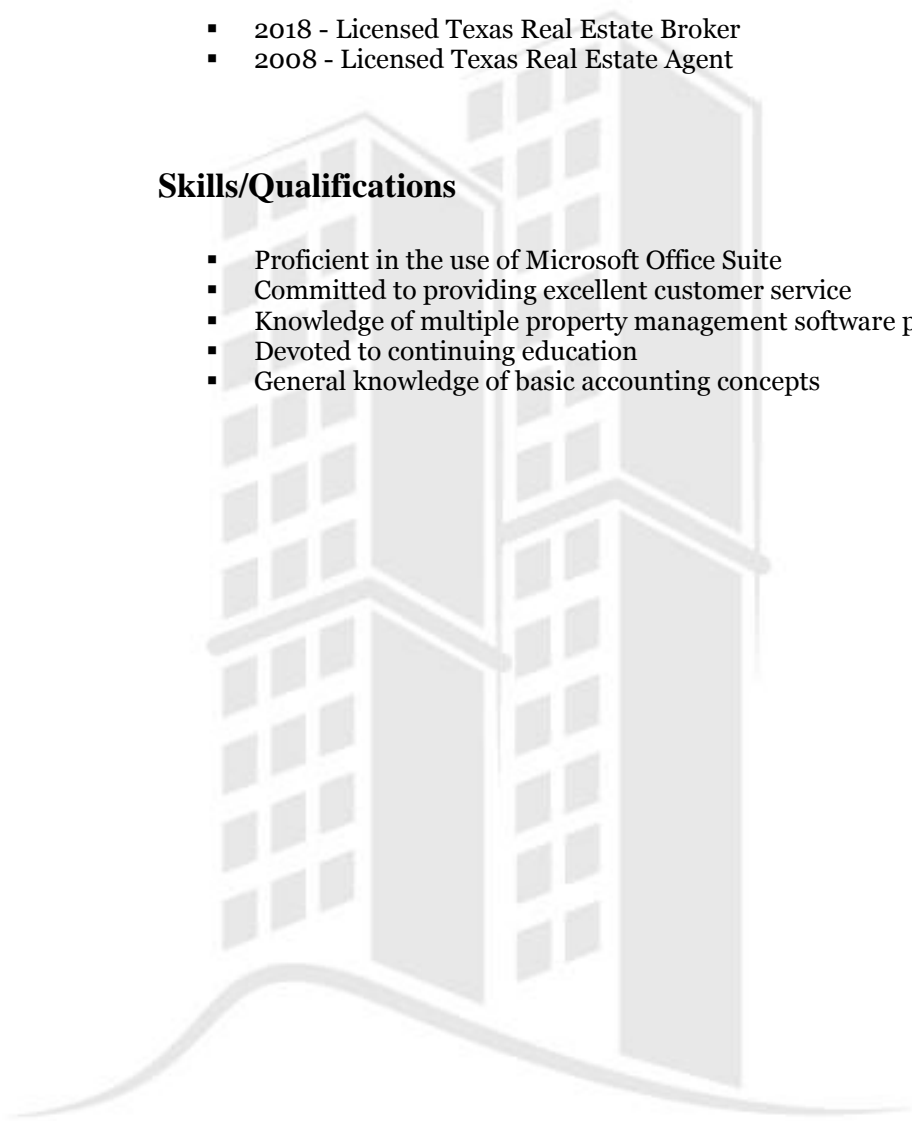 ▪ 2018 - Licensed Texas Real Estate Broker
▪ 2008 - Licensed Texas Real Estate Agent
Skills/Qualifications
▪ Proficient in the use of Microsoft Office Suite
▪ Committed to providing excellent customer service
▪ Knowledge of multiple property management software
▪ Devoted to continuing education
▪ General knowledge of basic accounting concepts